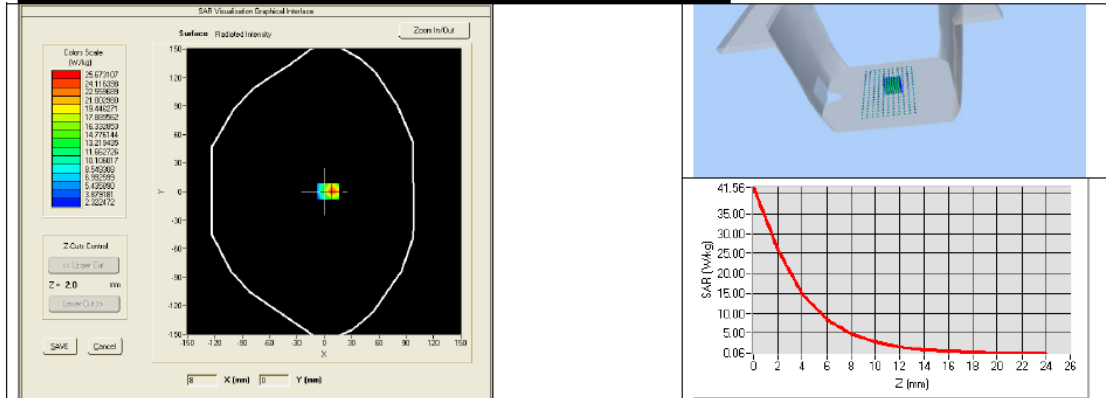 SAR Visualisation Graphical Interface
Surface Radiated Intensity
Zoom In/Out
Colors Scale
(W/kg)
25.673107
24.116398
22.559689
21.002980
19.446271
17.889562
16.332853
14.776144
13.219435
11.662726
10.106017
8.549308
6.992599
5.435890
3.879181
2.322472
Z-Cuts Control
<< Upper Cut
Z = 2.0 mm
Lower Cut >>
SAVE Cancel
150
120
90
60
30
0
-30
-60
-90
-120
-150
Y
-150 -120 -90 -60 -30 0 30 60 90 120 150
X
8 X (mm) 0 Y (mm)
41.56
35.00
30.00
25.00
20.00
15.00
10.00
5.00
0.06
SAR (W/kg)
0 2 4 6 8 10 12 14 16 18 20 22 24 26
Z (mm)